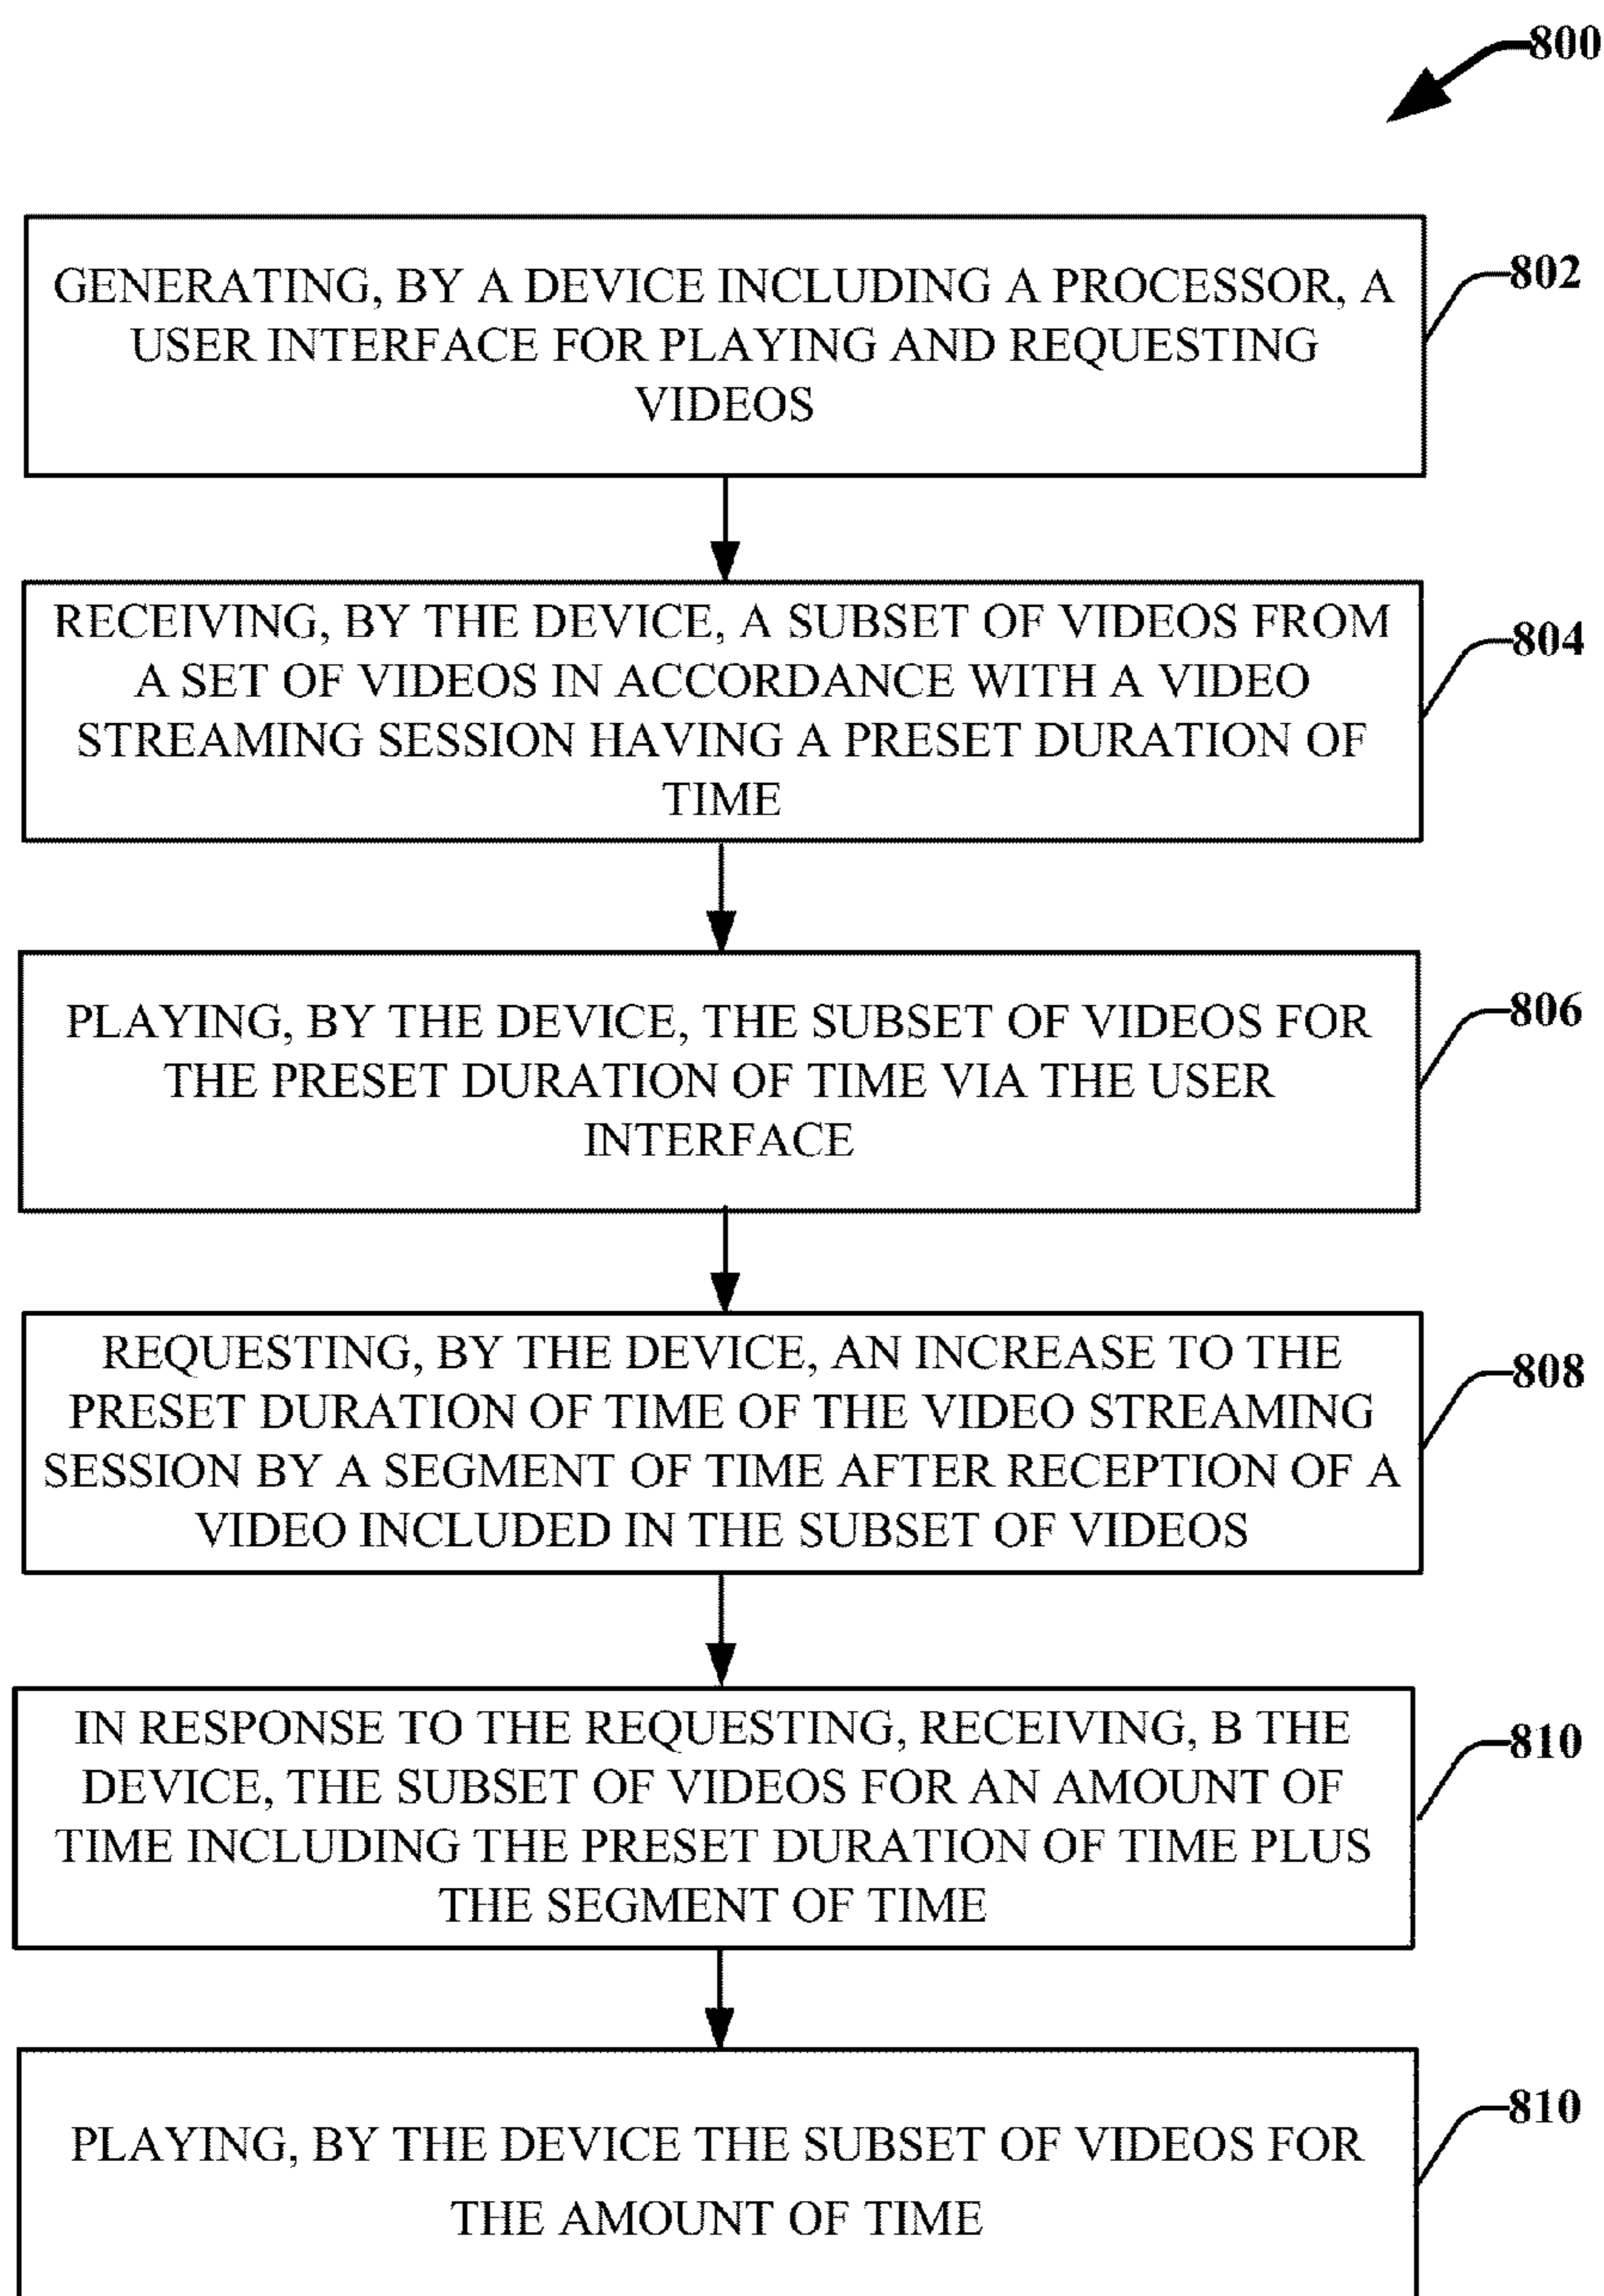 800
GENERATING, BY A DEVICE INCLUDING A PROCESSOR, A
USER INTERFACE FOR PLAYING AND REQUESTING
VIDEOS
802
RECEIVING, BY THE DEVICE, A SUBSET OF VIDEOS FROM
A SET OF VIDEOS IN ACCORDANCE WITH A VIDEO
STREAMING SESSION HAVING A PRESET DURATION OF
TIME
804
PLAYING, BY THE DEVICE, THE SUBSET OF VIDEOS FOR
THE PRESET DURATION OF TIME VIA THE USER
INTERFACE
806
REQUESTING, BY THE DEVICE, AN INCREASE TO THE
PRESET DURATION OF TIME OF THE VIDEO STREAMING
SESSION BY A SEGMENT OF TIME AFTER RECEPTION OF A
VIDEO INCLUDED IN THE SUBSET OF VIDEOS
808
IN RESPONSE TO THE REQUESTING, RECEIVING, B THE
DEVICE, THE SUBSET OF VIDEOS FOR AN AMOUNT OF
TIME INCLUDING THE PRESET DURATION OF TIME PLUS
THE SEGMENT OF TIME
810
PLAYING, BY THE DEVICE THE SUBSET OF VIDEOS FOR
THE AMOUNT OF TIME
810